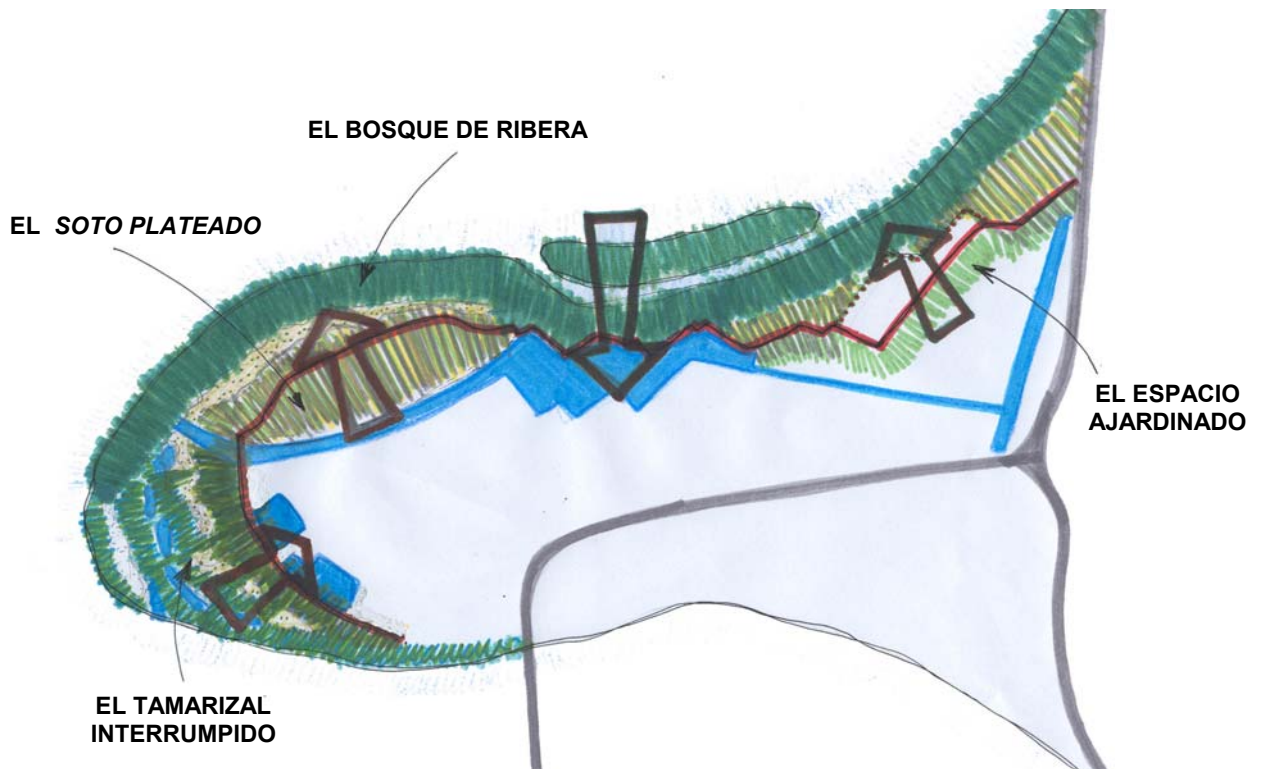 EL BOSQUE DE RIBERA
EL SOTO PLATEADO
EL ESPACIO
AJARDINADO
EL TAMARIZAL
INTERRUMPIDO